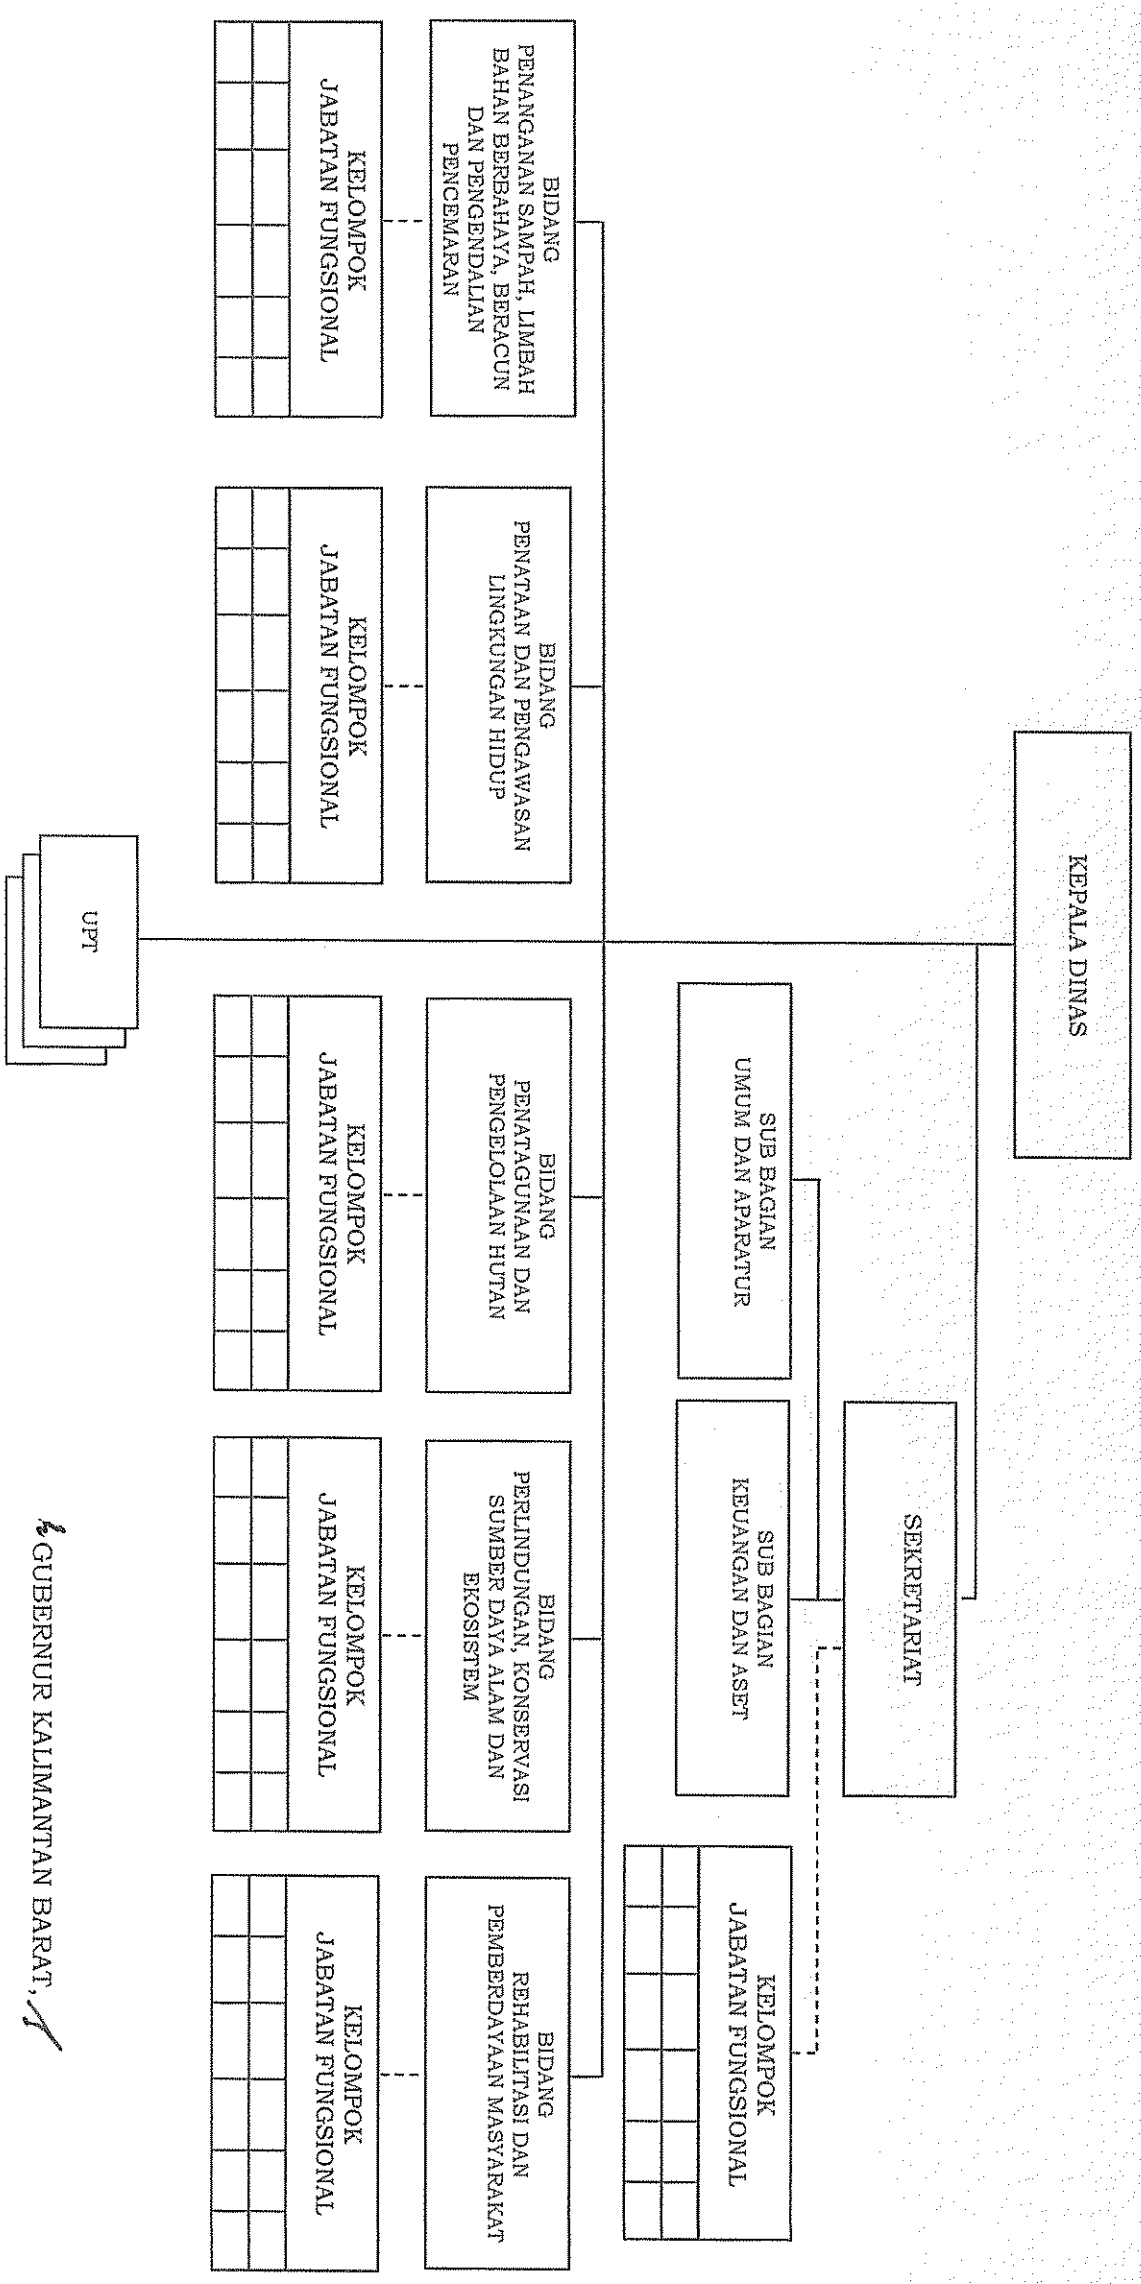 KEPALA DINAS
SEKRETARIAT
SUB BAGIAN
UMUM DAN APARATUR
SUB BAGIAN
KEUANGAN DAN ASET
KELOMPOK
JABATAN FUNGSIONAL
BIDANG
PENANGANAN SAMPAH, LIMBAH
BAHAN BERBAHAYA, BERACUN
DAN PENGENDALIAN
PENCEMARAN
BIDANG
PENATAAN DAN PENGAWASAN
LINGKUNGAN HIDUP
BIDANG
PENATAGUNAAN DAN
PENGELOLAAN HUTAN
BIDANG
PERLINDUNGAN, KONSERVASI
SUMBER DAYA ALAM DAN
EKOSISTEM
BIDANG
REHABILITASI DAN
PEMBERDAYAAN MASYARAKAT
KELOMPOK
JABATAN FUNGSIONAL
KELOMPOK
JABATAN FUNGSIONAL
KELOMPOK
JABATAN FUNGSIONAL
KELOMPOK
JABATAN FUNGSIONAL
KELOMPOK
JABATAN FUNGSIONAL
UPT
GUBERNUR KALIMANTAN BARAT,